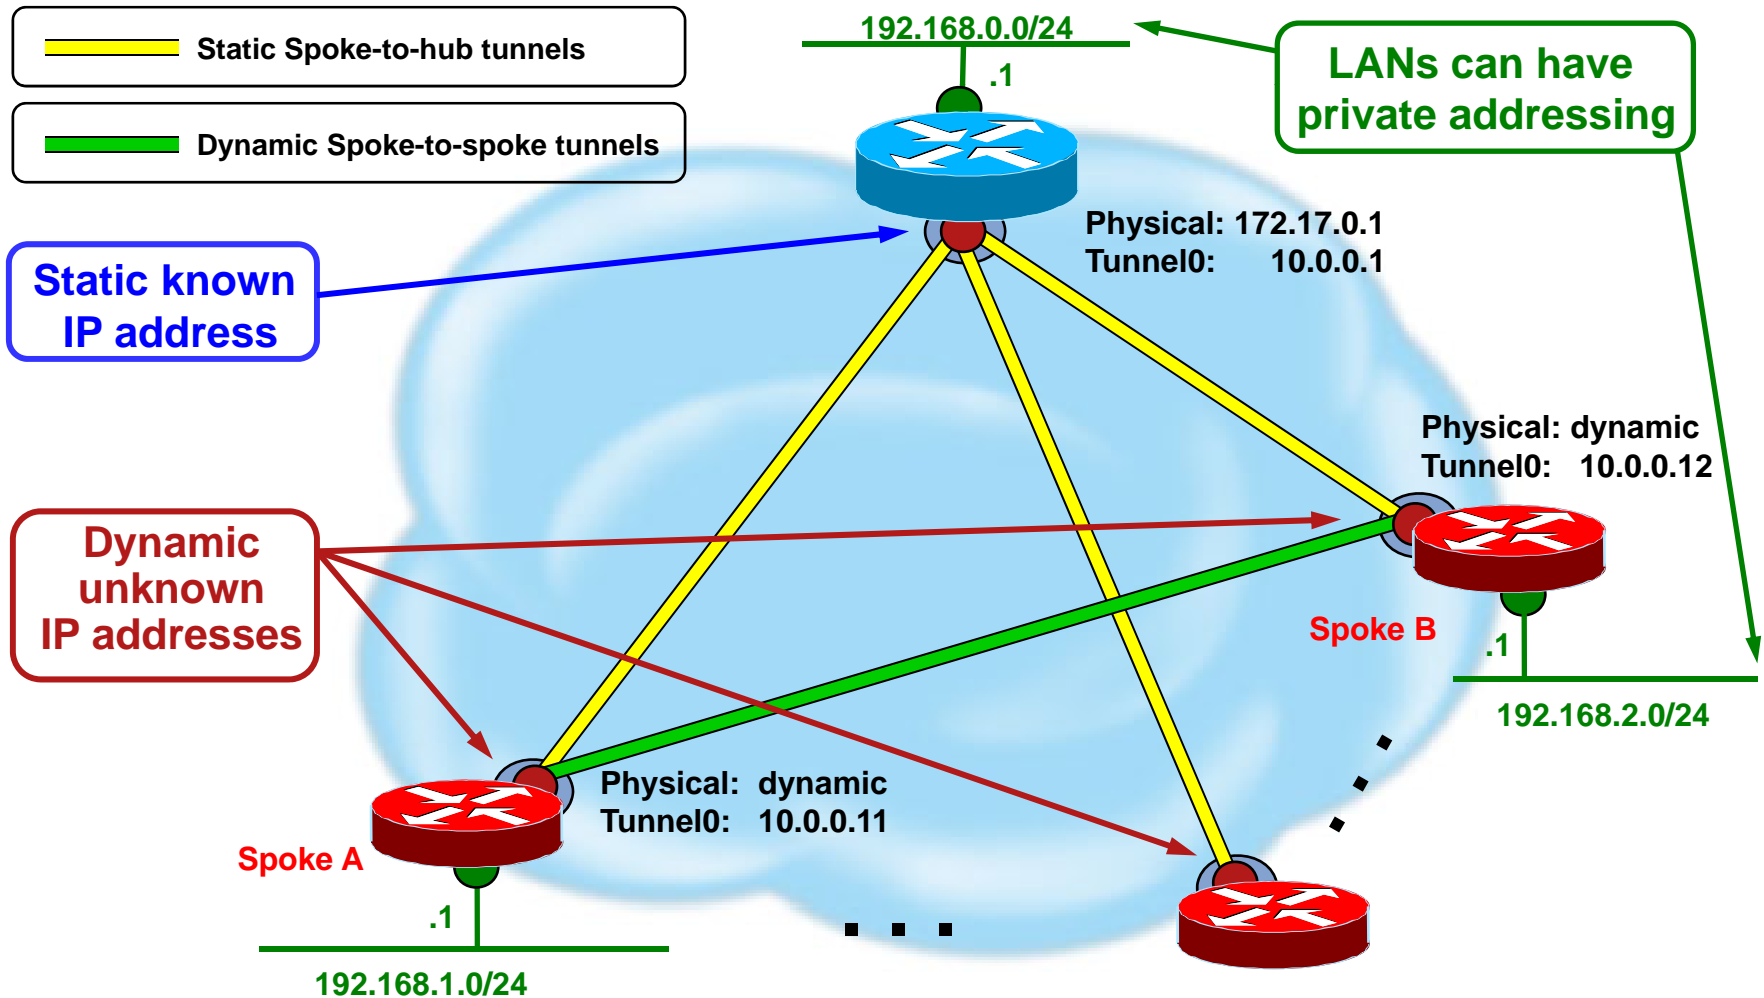 Static Spoke-to-hub tunnels
Dynamic Spoke-to-spoke tunnels
192.168.0.0/24
.1
LANs can have
private addressing
Physical: 172.17.0.1
Tunnel0: 10.0.0.1
Static known
IP address
Physical: dynamic
Tunnel0: 10.0.0.12
Dynamic
unknown
IP addresses
Spoke B
.1
192.168.2.0/24
Physical: dynamic
Tunnel0: 10.0.0.11
Spoke A
.1
192.168.1.0/24